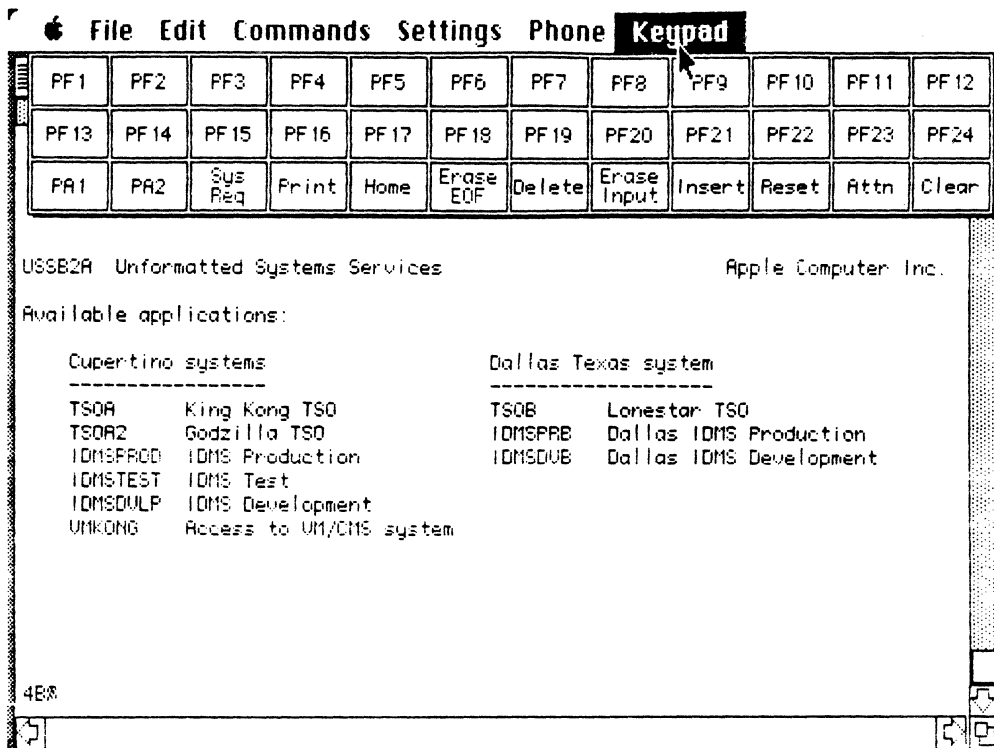 File Edit Commands Settings Phone Keypad
PF1 PF2 PF3 PF4 PF5 PF6 PF7 PF8 PF9 PF10 PF11 PF12
PF13 PF14 PF15 PF16 PF17 PF18 PF19 PF20 PF21 PF22 PF23 PF24
PA1 PA2 Sys Req Print Home Erase EOF Delete Erase Input Insert Reset Attn Clear
USSB2A Unformatted Systems Services Apple Computer Inc.
Available applications:
Cupertino systems Dallas Texas system
------------------ --------------------
TSOA King Kong TSO TSOB Lonestar TSO
TSOA2 Godzilla TSO IDMSPRB Dallas IDMS Production
IDMSPROD IDMS Production IDMSDVB Dallas IDMS Development
IDMSTEST IDMS Test
IDMSDVLP IDMS Development
VMKONG Access to VM/CMS system